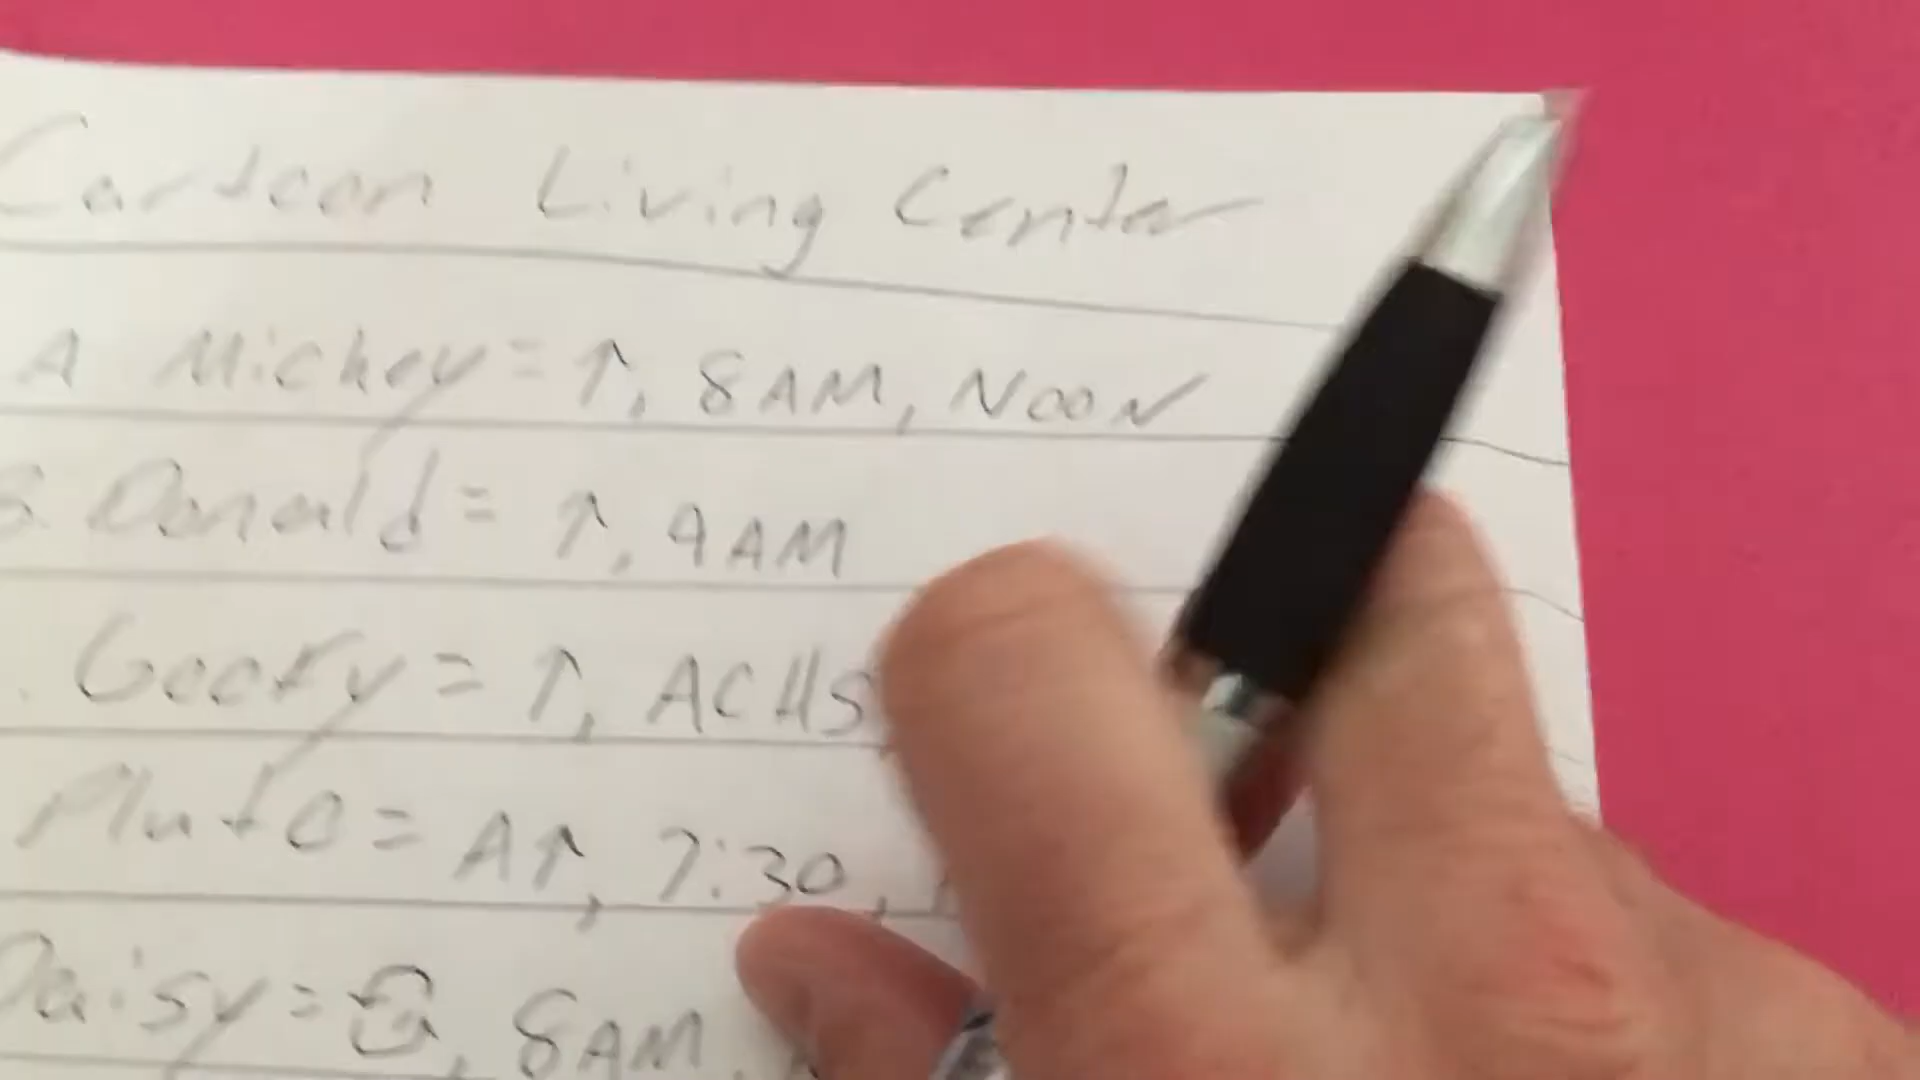 Cartoon Living Center
A Mickey = ↑, 8AM, NOON
B. Donald = ↑, 9AM
. Goofy = ↑, ACHS
Pluto = A↑, 7:30,
Daisy = , 8AM,